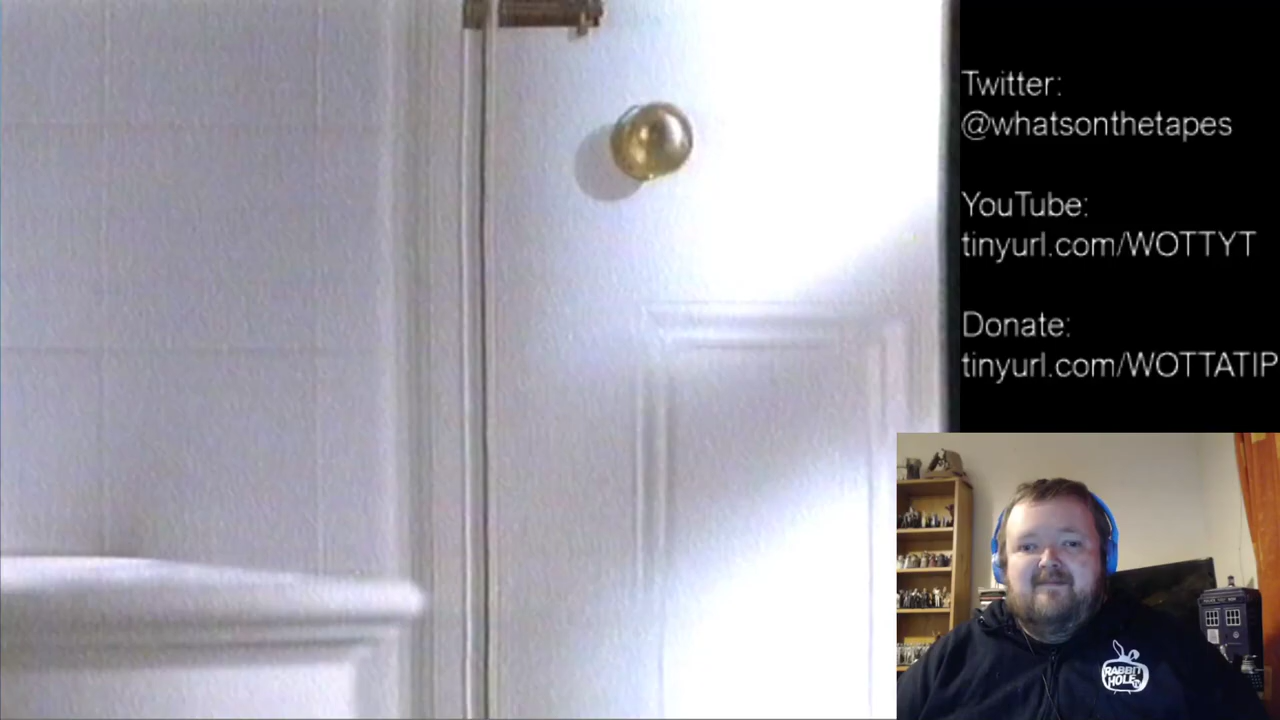 Twitter:
@whatsonthetapes
YouTube:
tinyurl.com/WOTTYT
Donate:
tinyurl.com/WOTTATIP
RABBIT
HOLE